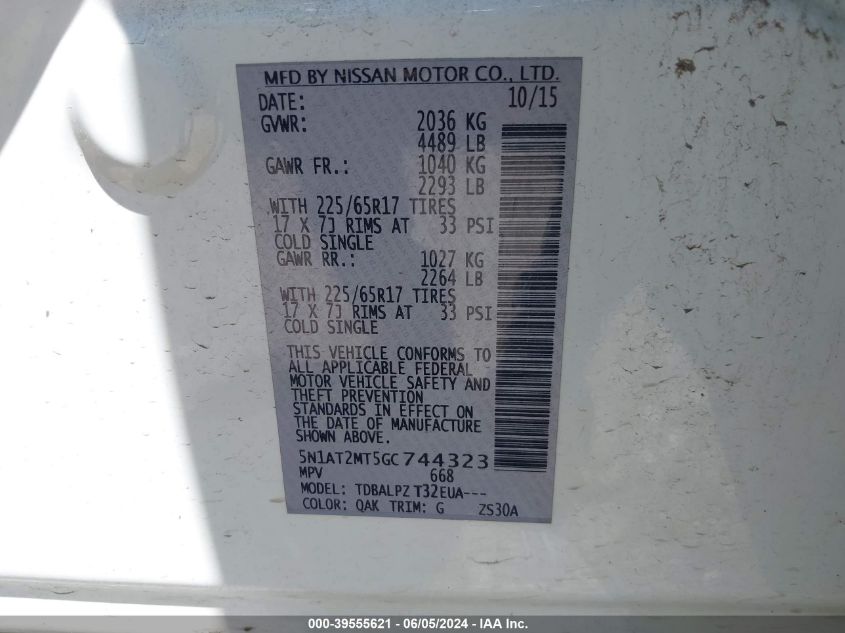 MFD BY NISSAN MOTOR CO., LTD.
DATE: 10/15
GVWR: 2036 KG
4489 LB
GAWR FR.: 1040 KG
2293 LB
WITH 225/65R17 TIRES
17 X 7J RIMS AT 33 PSI
COLD SINGLE
GAWR RR.: 1027 KG
2264 LB
WITH 225/65R17 TIRES
17 X 7J RIMS AT 33 PSI
COLD SINGLE
THIS VEHICLE CONFORMS TO
ALL APPLICABLE FEDERAL
MOTOR VEHICLE SAFETY AND
THEFT PREVENTION
STANDARDS IN EFFECT ON
THE DATE OF MANUFACTURE
SHOWN ABOVE.
5N1AT2MT5GC744323
MPV 668
MODEL: TDBALPZ T32EUA---
COLOR: QAK TRIM: G ZS30A
000-39555621 - 06/05/2024 - IAA Inc.